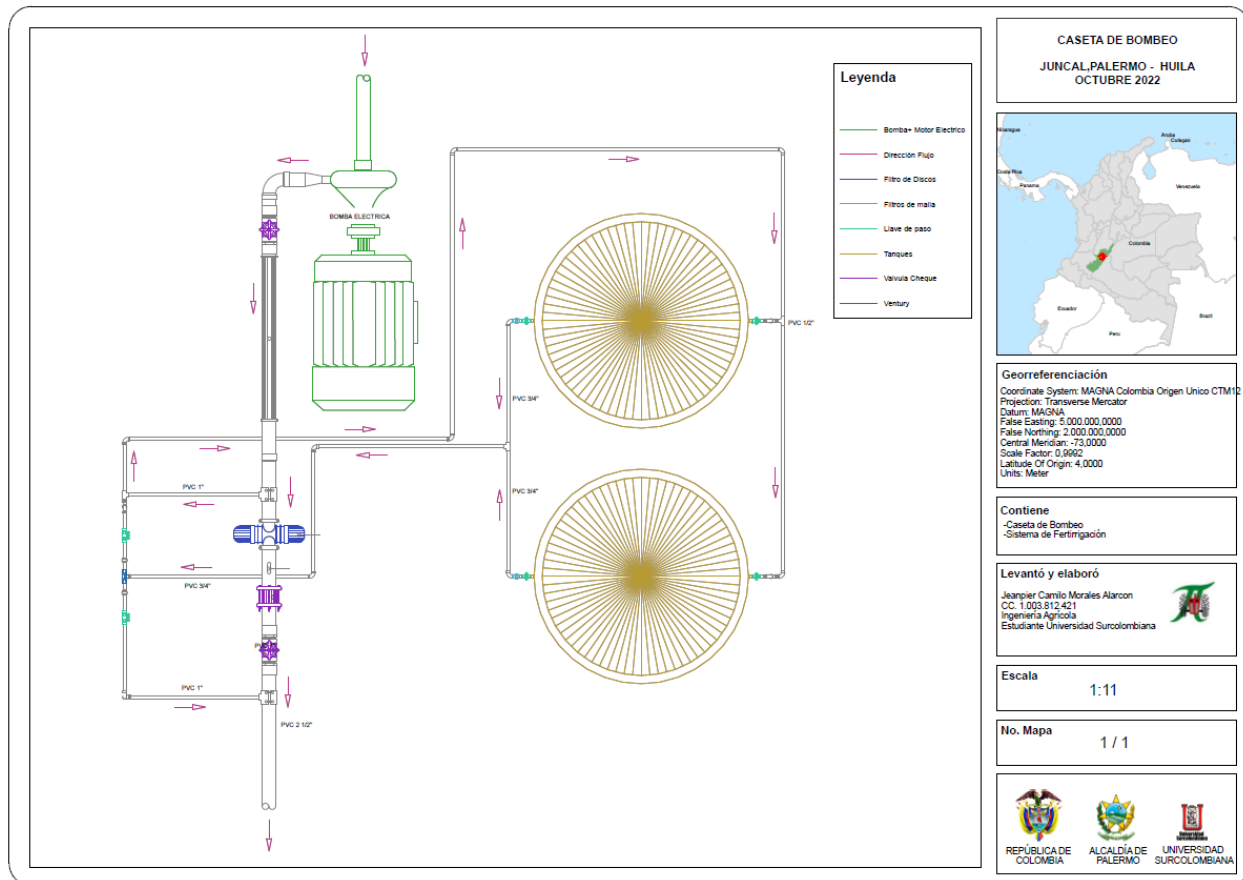 CASETA DE BOMBEO
JUNCAL,PALERMO - HUILA
OCTUBRE 2022
Leyenda
Bomba+ Motor Electrico
Dirección Flujo
Filtro de Discos
Filtros de malla
Llave de paso
Tanques
Valvula Cheque
Ventury
BOMBA ELECTRICA
PVC 1/2"
PVC 3/4"
PVC 3/4"
PVC 1"
PVC 3/4"
PVC 1"
PVC 2 1/2"
Nicaragua
Costa Rica
Panama
Aruba
Curaçao
Venezuela
Colombia
Ecuador
Peru
Brazil
Georreferenciación
Coordinate System: MAGNA Colombia Origen Unico CTM12
Projection: Transverse Mercator
Datum: MAGNA
False Easting: 5.000.000,0000
False Northing: 2.000.000,0000
Central Meridian: -73,0000
Scale Factor: 0,9992
Latitude Of Origin: 4,0000
Units: Meter
Contiene
-Caseta de Bombeo
-Sistema de Fertirrigación
Levantó y elaboró
Jeanpier Camilo Morales Alarcon
CC. 1.003.812.421
Ingeniería Agrícola
Estudiante Universidad Surcolombiana
Escala
1:11
No. Mapa
1 / 1
REPÚBLICA DE
COLOMBIA
ALCALDÍA DE
PALERMO
UNIVERSIDAD
SURCOLOMBIANA